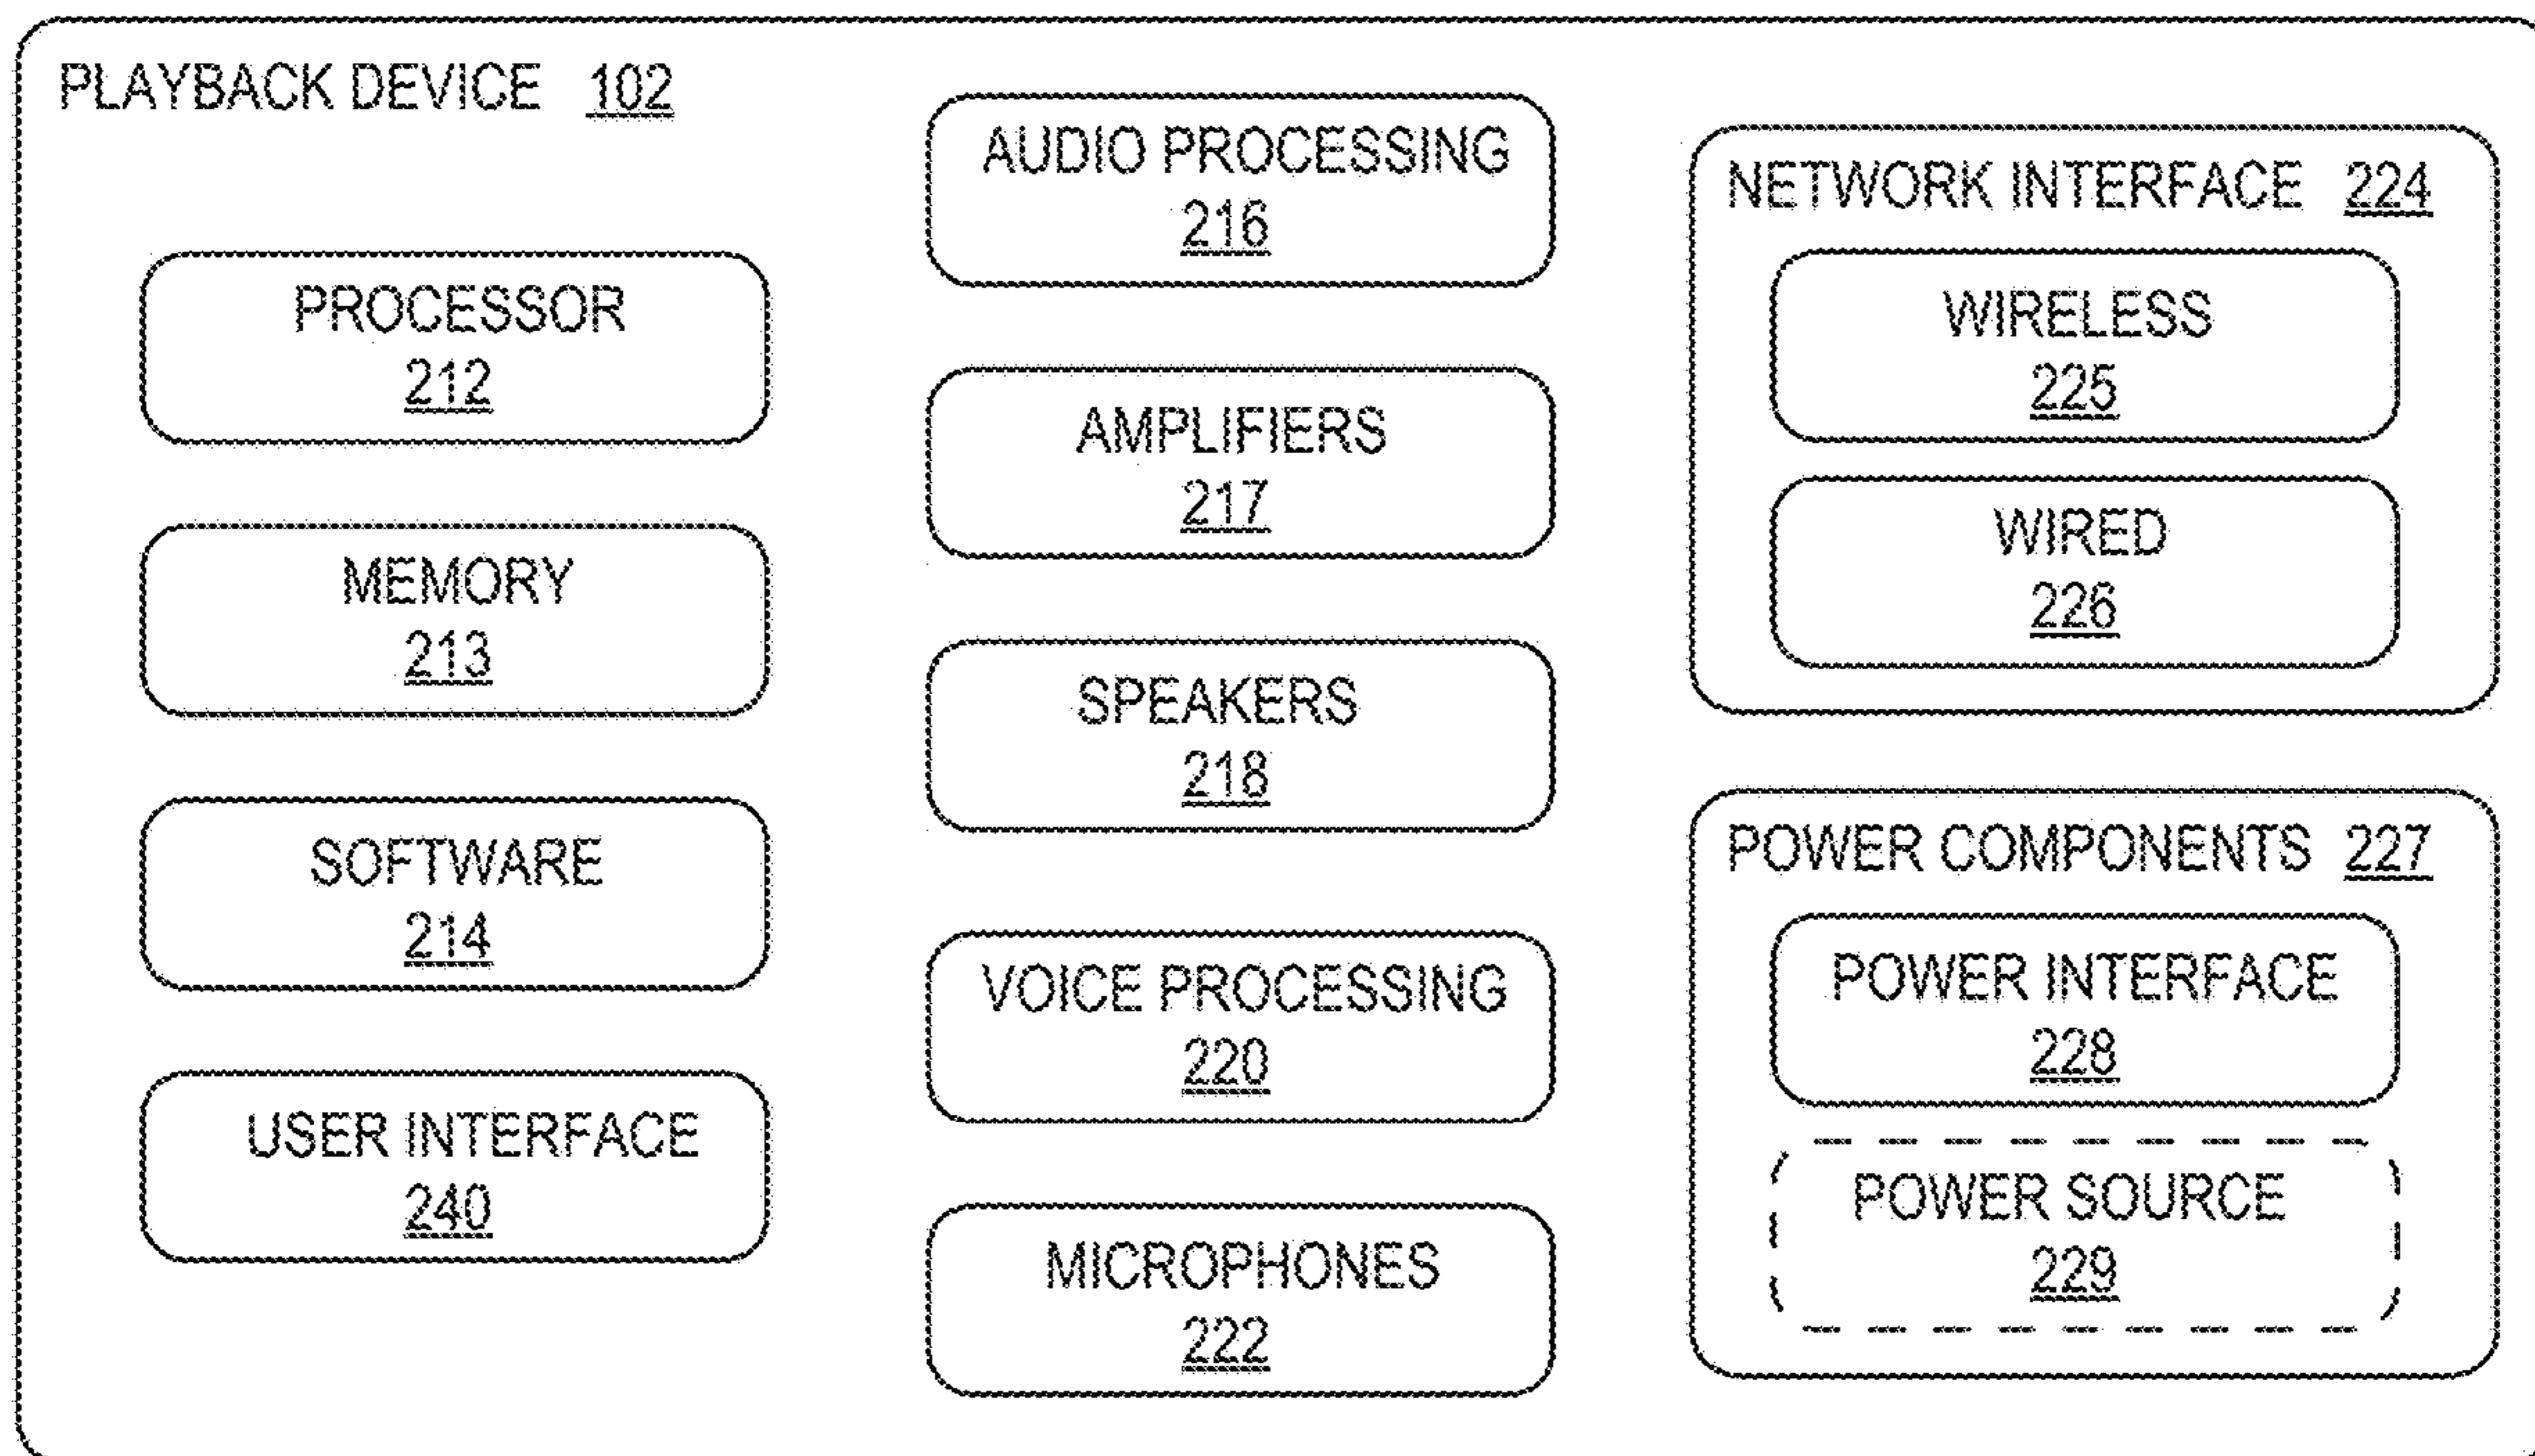 PLAYBACK DEVICE 102
PROCESSOR
212
MEMORY
213
SOFTWARE
214
USER INTERFACE
240
AUDIO PROCESSING
216
AMPLIFIERS
217
SPEAKERS
218
VOICE PROCESSING
220
MICROPHONES
222
NETWORK INTERFACE 224
WIRELESS
225
WIRED
226
POWER COMPONENTS 227
POWER INTERFACE
228
POWER SOURCE
229